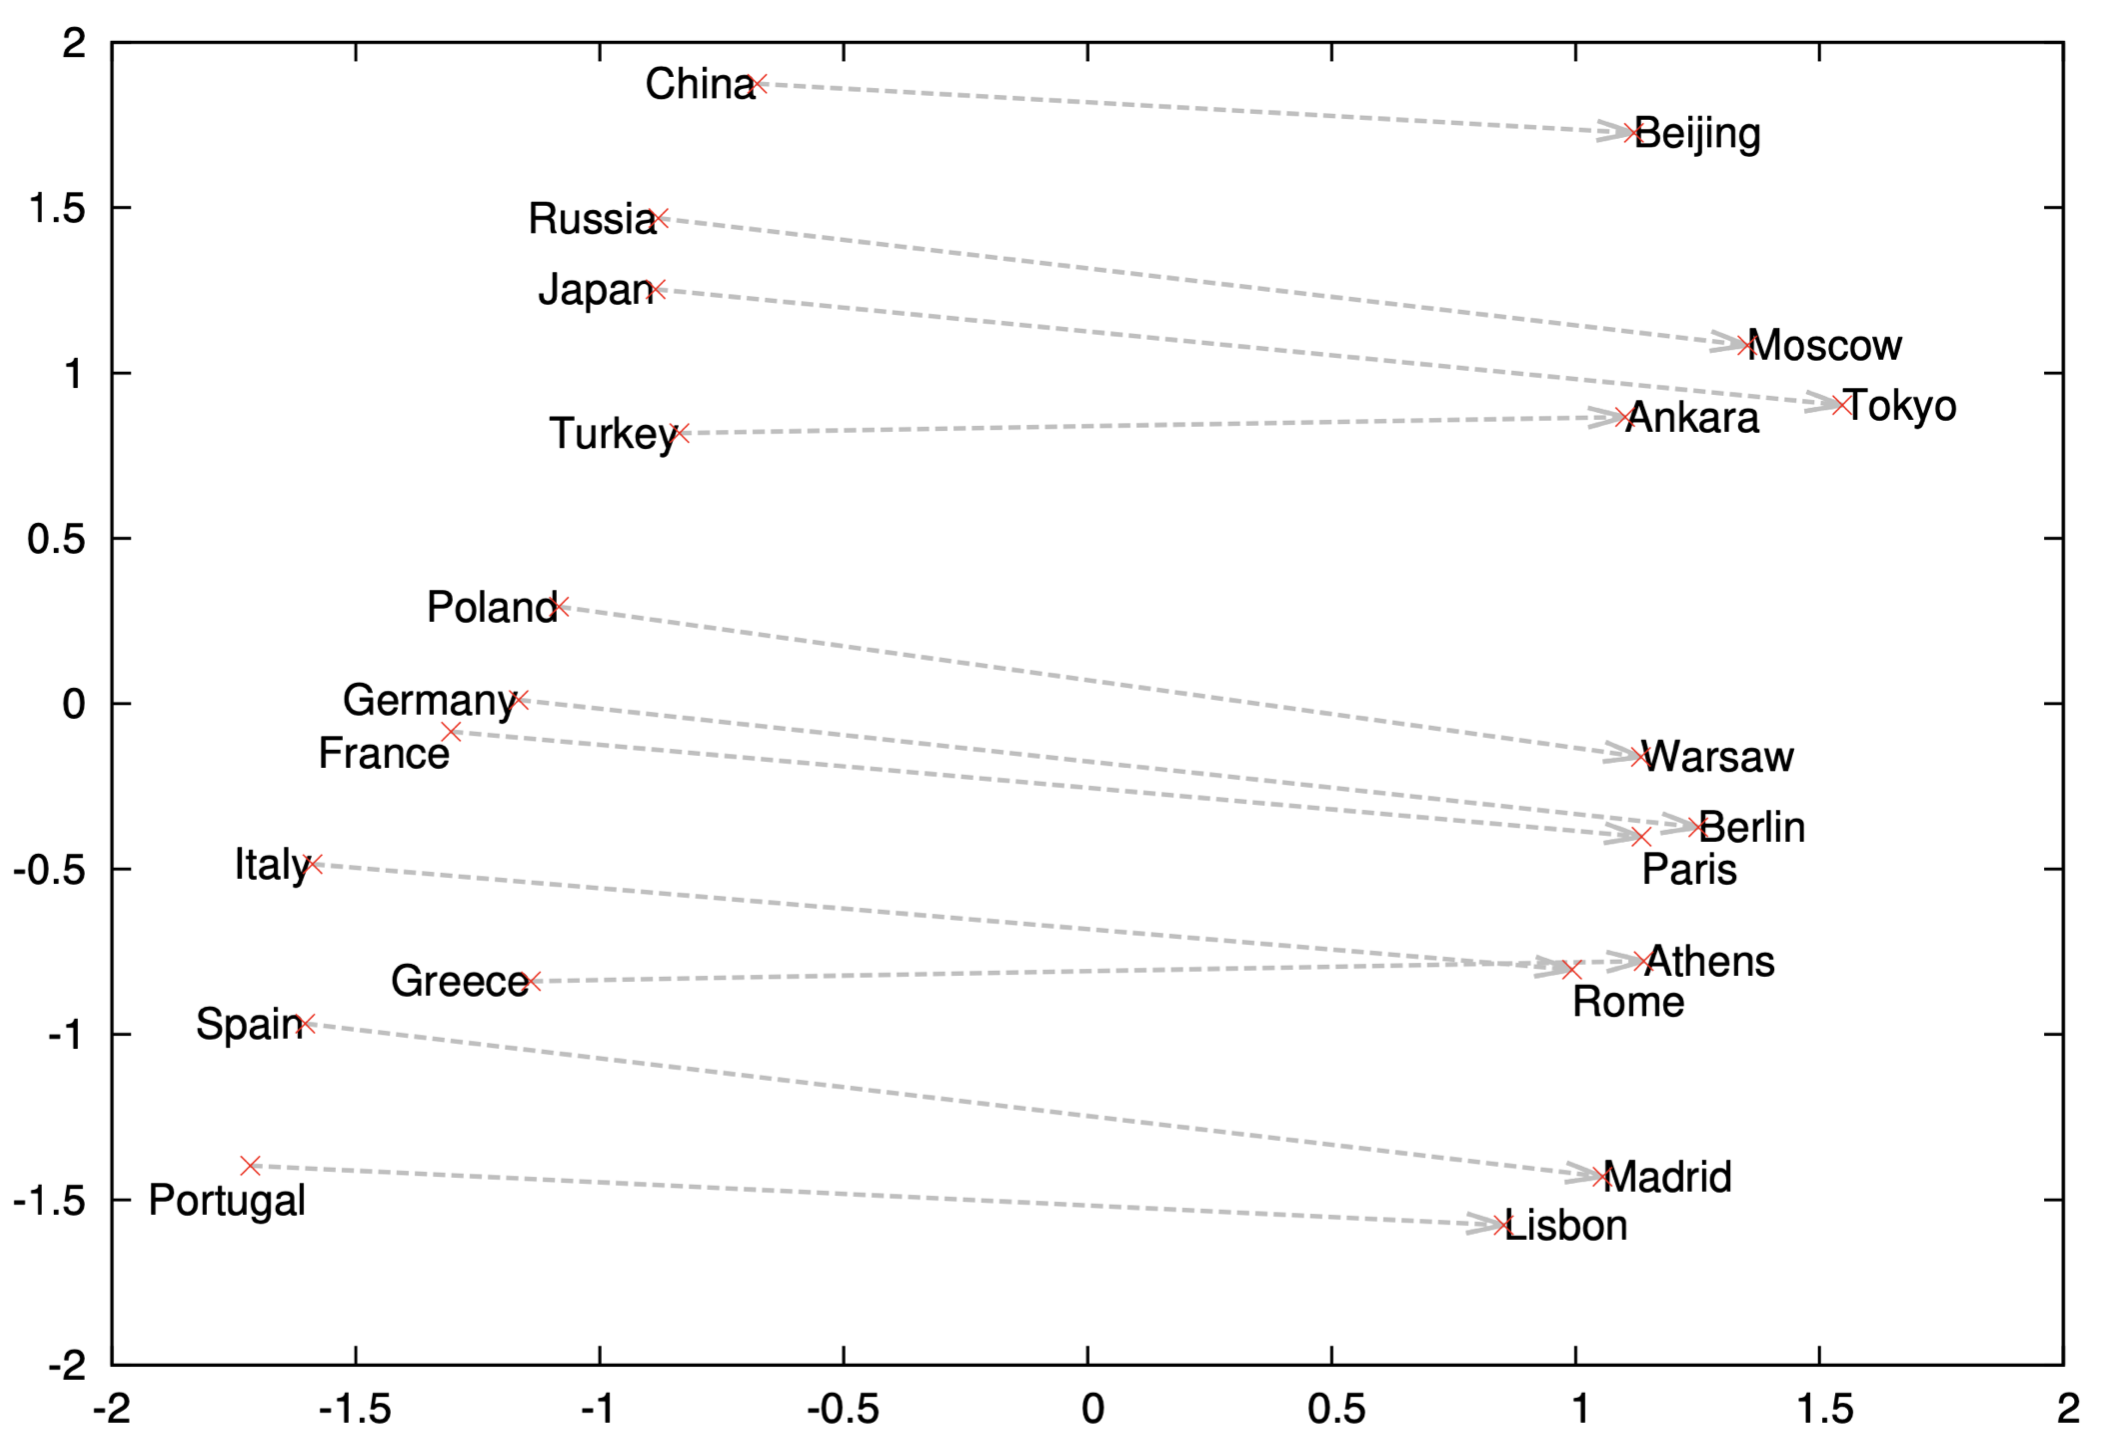 2
China
Beijing
1.5
Russia
Japan
Moscow
1
Tokyo
Ankara
Turkey
0.5
Poland
Germany
0
France
Warsaw
Berlin
Italy
-0.5
Paris
Athens
Greece
Rome
Spain
-1
Madrid
Portugal
-1.5
Lisbon
-2
-2 -1.5 -1 -0.5 0 0.5 1 1.5 2